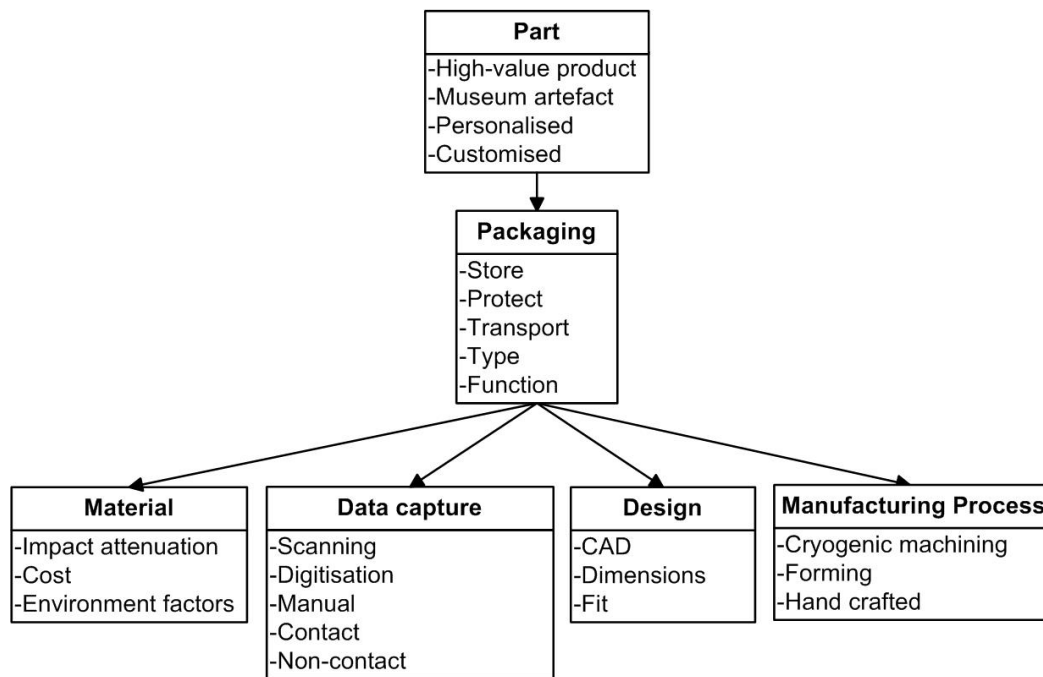 Part
-High-value product
-Museum artefact
-Personalised
-Customised
Packaging
-Store
-Protect
-Transport
-Type
-Function
Material
-Impact attenuation
-Cost
-Environment factors
Data capture
-Scanning
-Digitisation
-Manual
-Contact
-Non-contact
Design
-CAD
-Dimensions
-Fit
Manufacturing Process
-Cryogenic machining
-Forming
-Hand crafted